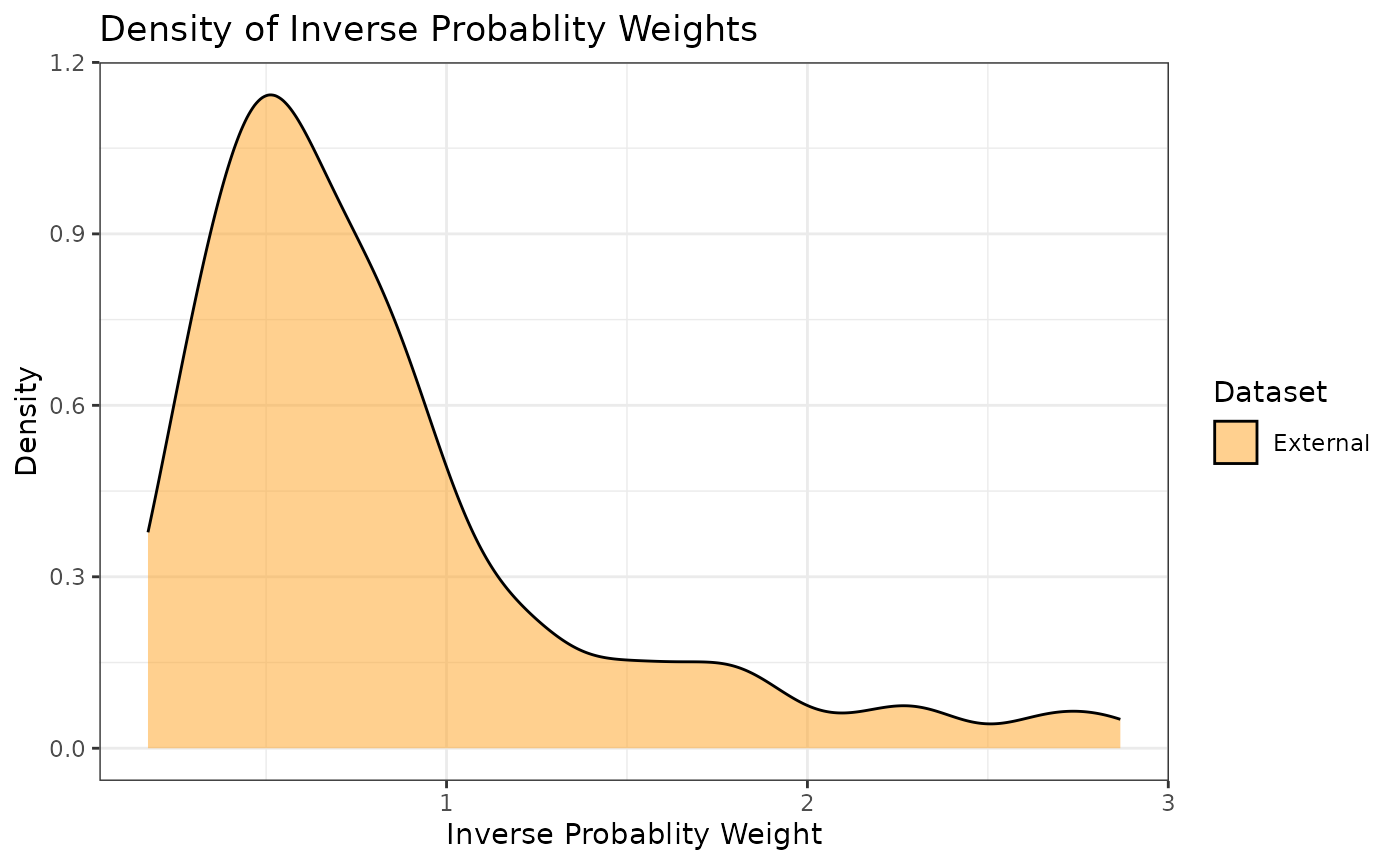 Density of Inverse Probablity Weights
1.2
0.9
0.6
0.3
0.0
Density
1
2
3
Inverse Probablity Weight
Dataset
External